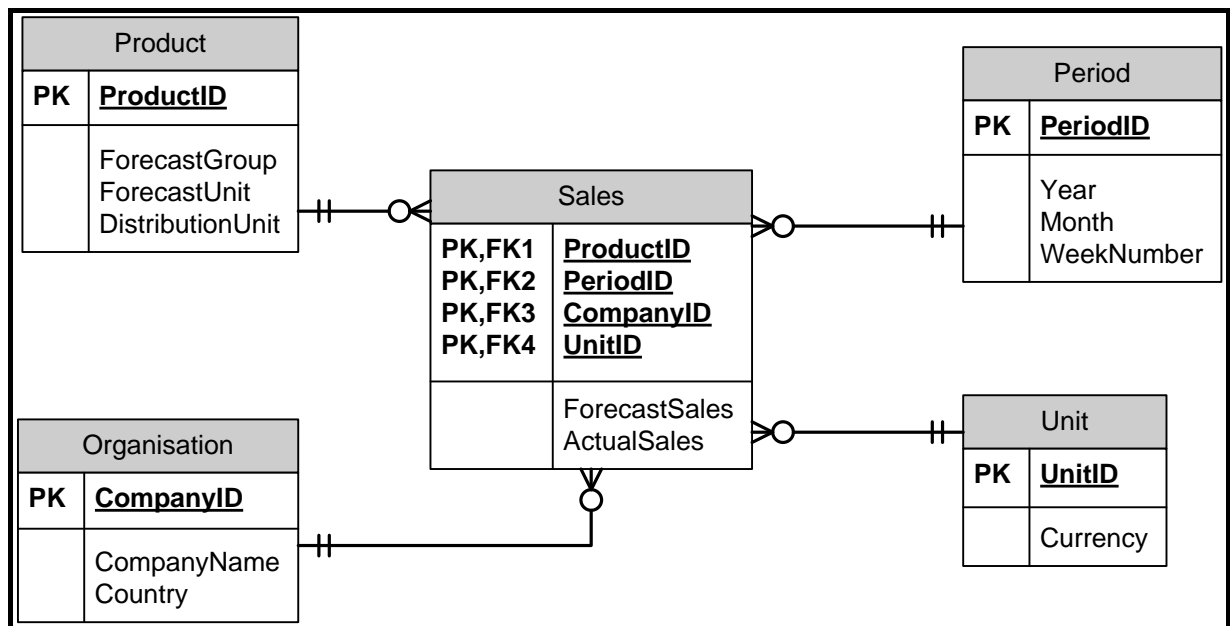 Product
PK ProductID
ForecastGroup
ForecastUnit
DistributionUnit
Period
PK PeriodID
Year
Month
WeekNumber
Sales
PK,FK1 ProductID
PK,FK2 PeriodID
PK,FK3 CompanyID
PK,FK4 UnitID
ForecastSales
ActualSales
Organisation
PK CompanyID
CompanyName
Country
Unit
PK UnitID
Currency